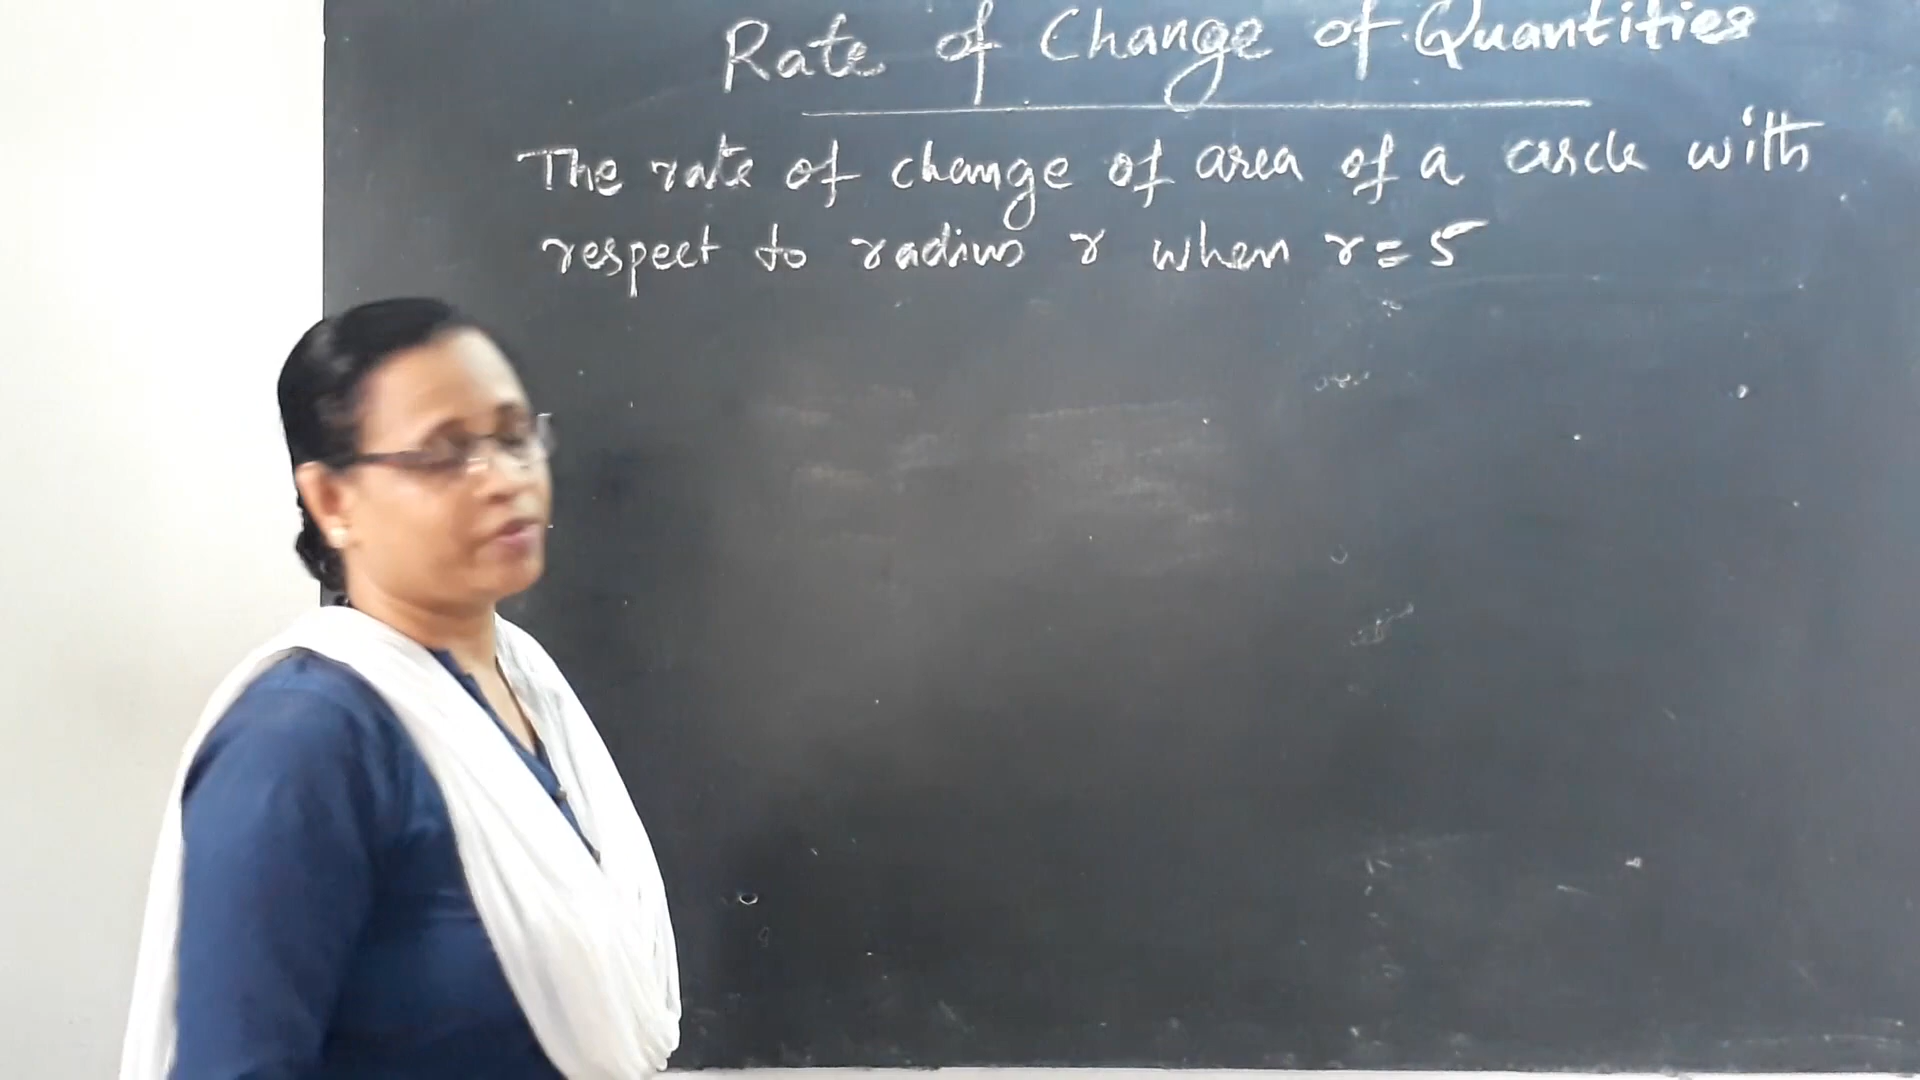 Rate of Change of Quantities
The rate of change of area of a circle with
respect to radius r when r = 5